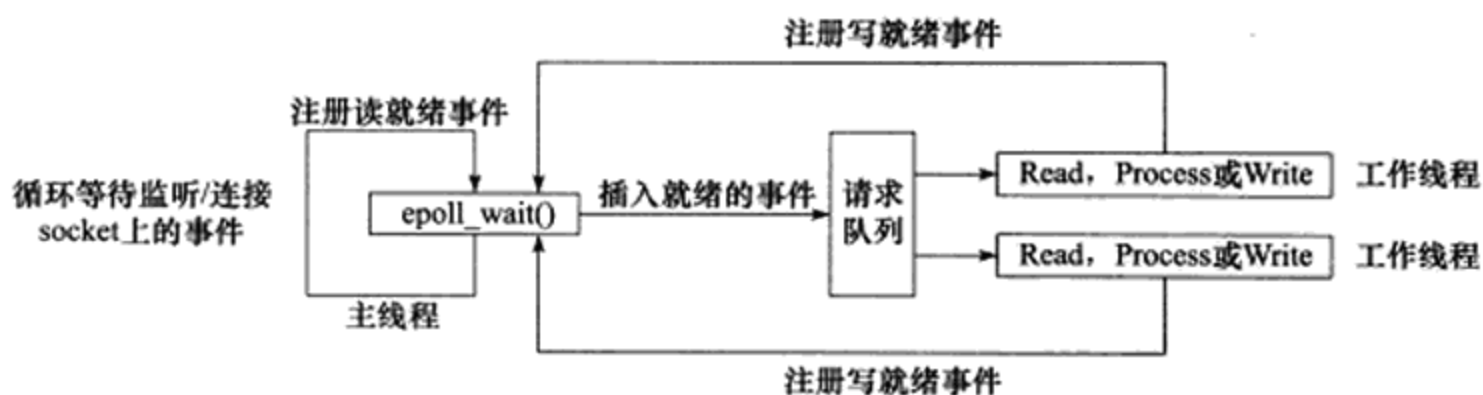 注册写就绪事件
注册读就绪事件
循环等待监听/连接
socket上的事件
epoll_wait()
插入就绪的事件
请求
队列
Read，Process或Write
工作线程
Read，Process或Write
工作线程
主线程
注册写就绪事件